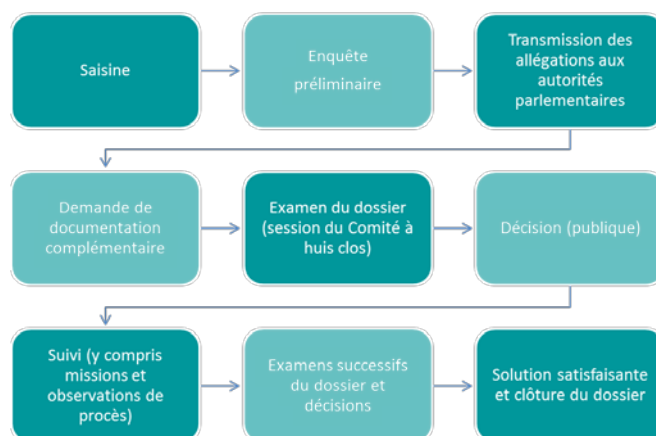 Saisine
Enquête
préliminaire
Transmission des
allégations aux
autorités
parlementaires
Demande de
documentation
complémentaire
Examen du dossier
(session du Comité à
huis clos)
Décision (publique)
Suivi (y compris
missions et
observations de
procès)
Examens successifs
du dossier et
décisions
Solution satisfaisante
et clôture du dossier